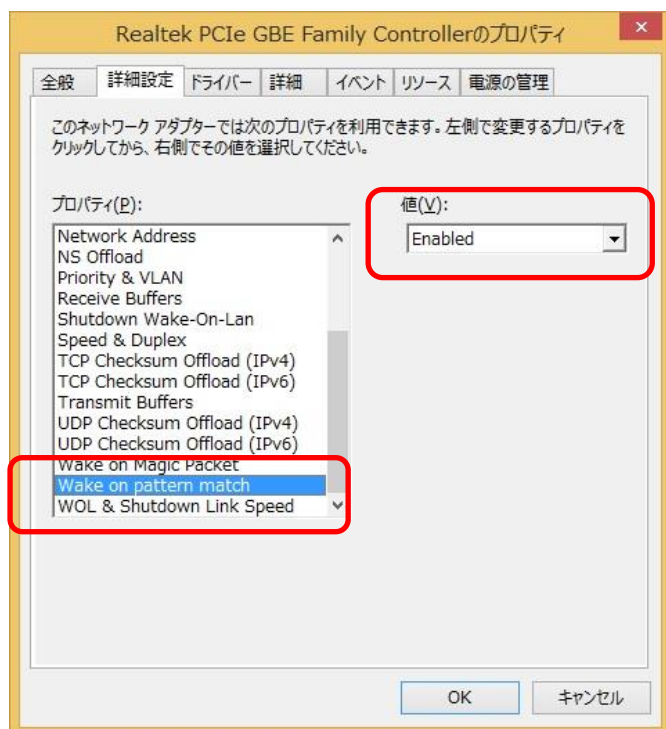 Realtek PCIe GBE Family Controllerのプロパティ
全般 詳細設定 ドライバー 詳細 イベント リソース 電源の管理
このネットワーク アダプターでは次のプロパティを利用できます。左側で変更するプロパティを
クリックしてから、右側でその値を選択してください。
プロパティ(P):
値(V):
Enabled
Network Address
NS Offload
Priority & VLAN
Receive Buffers
Shutdown Wake-On-Lan
Speed & Duplex
TCP Checksum Offload (IPv4)
TCP Checksum Offload (IPv6)
Transmit Buffers
UDP Checksum Offload (IPv4)
UDP Checksum Offload (IPv6)
Wake on Magic Packet
Wake on pattern match
WOL & Shutdown Link Speed
OK キャンセル